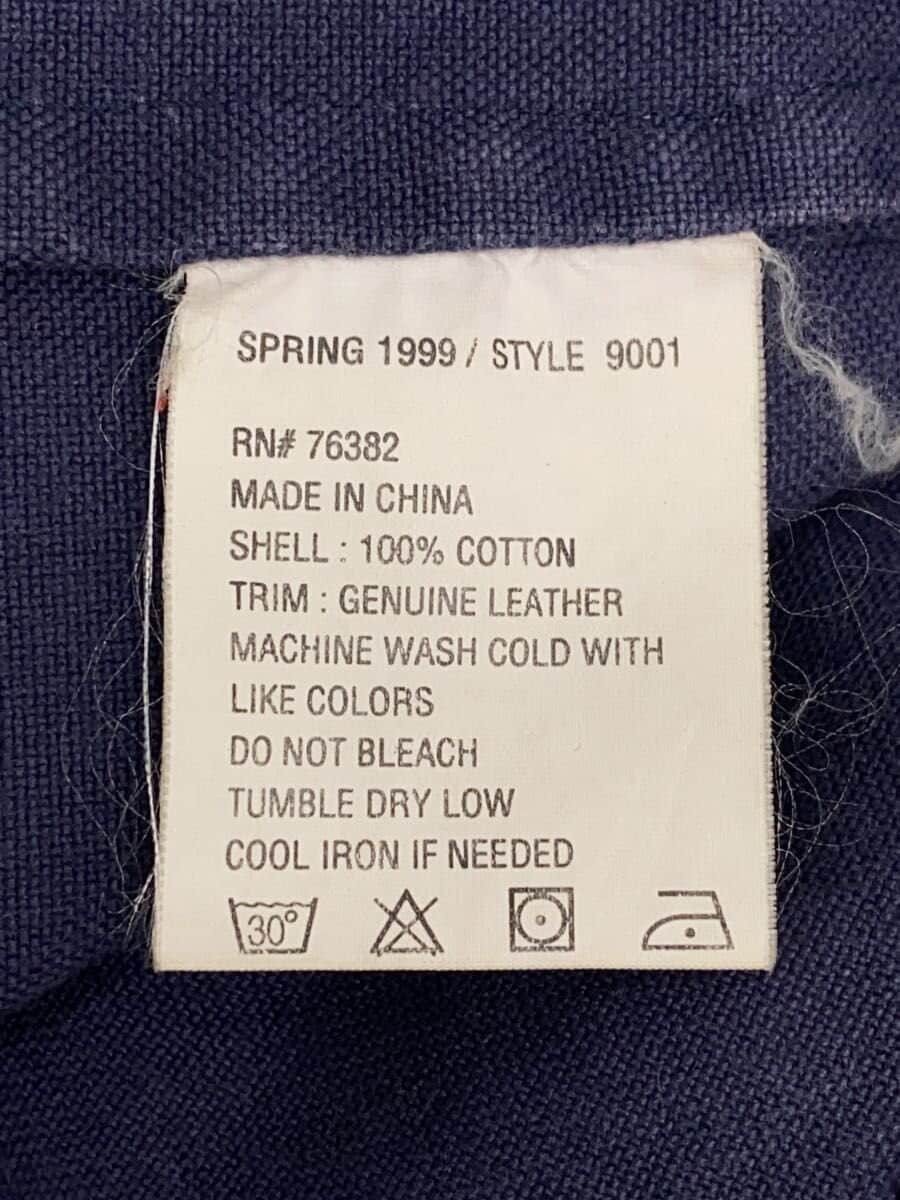 SPRING 1999 / STYLE 9001
RN# 76382
MADE IN CHINA
SHELL : 100% COTTON
TRIM : GENUINE LEATHER
MACHINE WASH COLD WITH
LIKE COLORS
DO NOT BLEACH
TUMBLE DRY LOW
COOL IRON IF NEEDED
30°